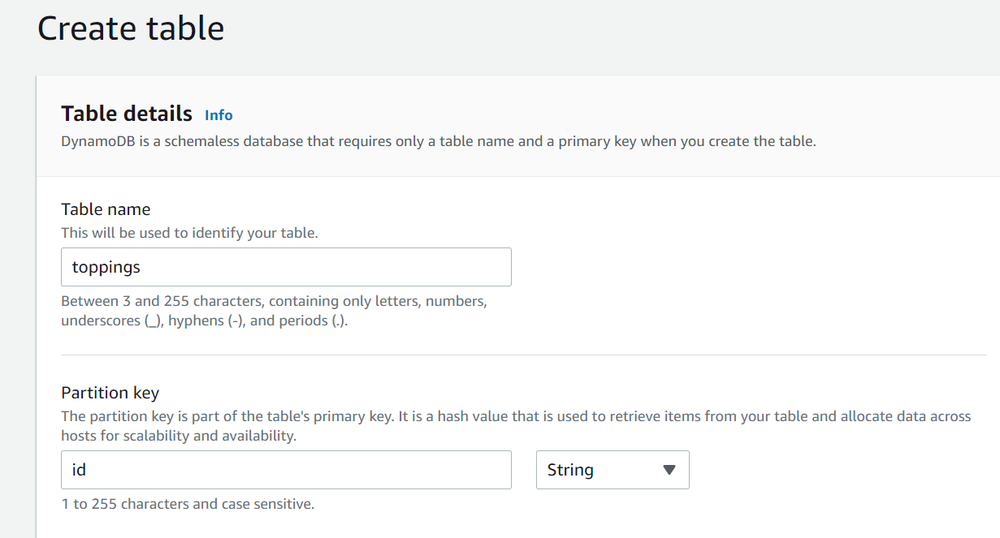 Create table
Table details Info
DynamoDB is a schemaless database that requires only a table name and a primary key when you create the table.
Table name
This will be used to identify your table.
toppings
Between 3 and 255 characters, containing only letters, numbers,
underscores (_), hyphens (-), and periods (.).
Partition key
The partition key is part of the table's primary key. It is a hash value that is used to retrieve items from your table and allocate data across
hosts for scalability and availability.
id String
1 to 255 characters and case sensitive.